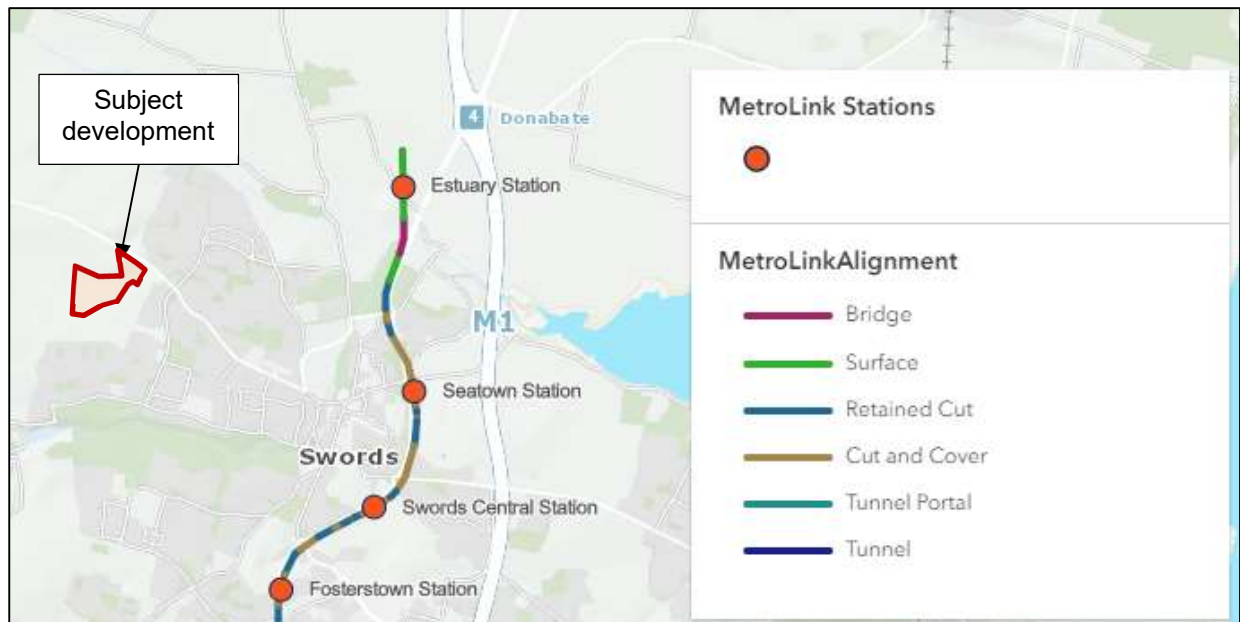 Subject
development
4 Donabate
Estuary Station
M1
Seatown Station
Swords
Swords Central Station
Fosterstown Station
MetroLink Stations
MetroLinkAlignment
Bridge
Surface
Retained Cut
Cut and Cover
Tunnel Portal
Tunnel